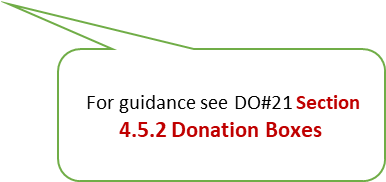 For guidance see DO#21 Section
4.5.2 Donation Boxes